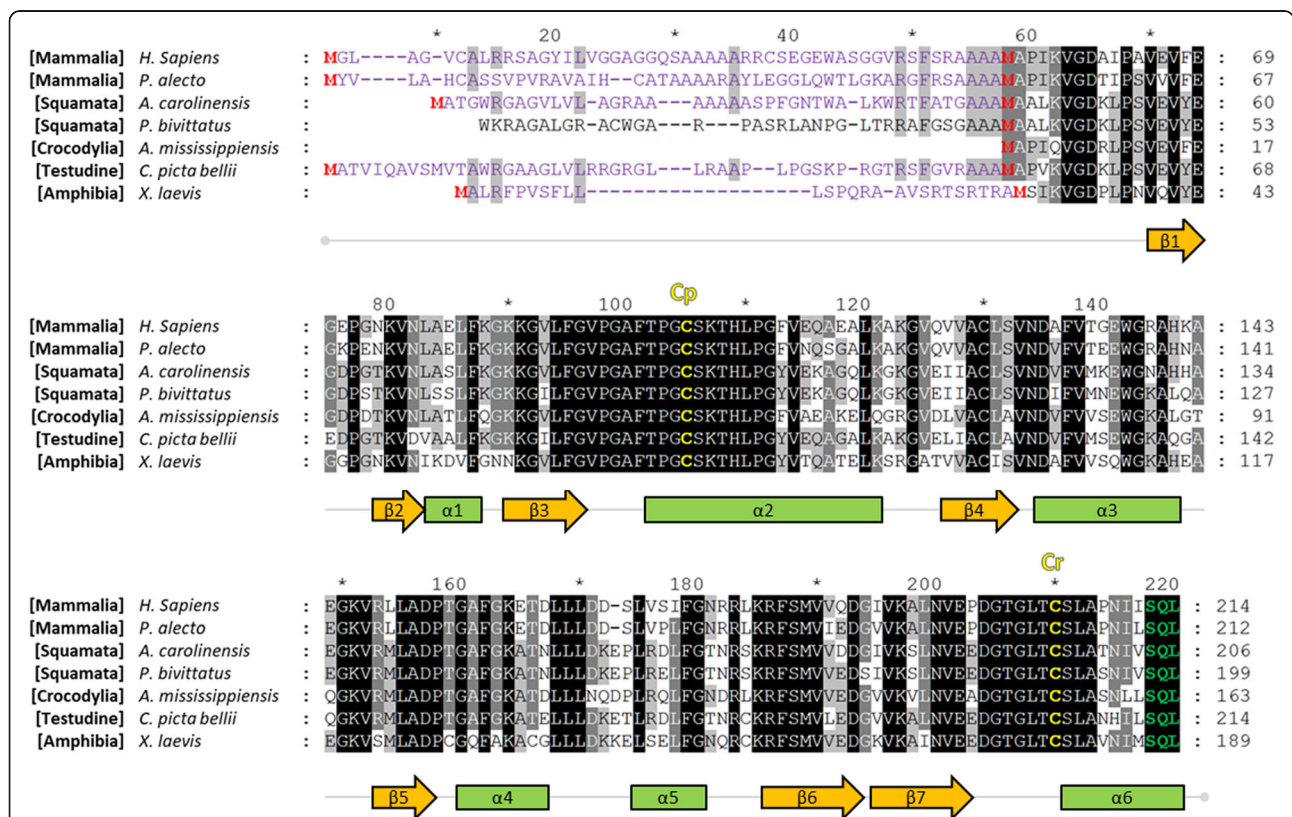 * 20 * 40 * 60 *
[Mammalia] H. Sapiens : MGL----AG-VCALRRSAGYILVGGAGGQSAAAAARRCSEGEWASGGVRSFSRAAAAMAPIKVGDAIPAVEVFE : 69
[Mammalia] P. alecto : MYV----LA-HCASSVPVRAVAIH--CATAAAARAYLEGGLQWTLGKARGFSRAAAAMAPIKVGDTIPSVVVFE : 67
[Squamata] A. carolinensis : MATGWRGAGVLVL-AGRAA---AAAAASPFGNTWA-LKWRTFATGAAAMAALKVGDKLPSVEVYE : 60
[Squamata] P. bivittatus : WKRAGALGR-ACWGA---R---PASRLANPG-LTRRAFGSGAAAMAALKVGDKLPSVEVYE : 53
[Crocodylia] A. mississippiensis : MAPIQVGDRLPSVEVFE : 17
[Testudine] C. picta bellii : MATVIQAVSMVTAWRGAAGLVLRRGRGL---LRAAP-LPGSKP-RGTRSFGVRAAAMAPVKVGDLLPSVEVYE : 68
[Amphibia] X. laevis : MALRFPVSFLL-------------------LSPQRA-AVSRTSRTRAMSIKVGDPLPNVQVYE : 43
β1
Cp
80 * 100 * 120 * 140
[Mammalia] H. Sapiens : GEPGNKVNLAELFKGKKGVLFGVPGAFTPGCSKTHLPGFVEQAEALKAKGVQVVACLSVNDAFVTGEWGRAHKA : 143
[Mammalia] P. alecto : GKPENKVNLAELFKGKKGVLFGVPGAFTPGCSKTHLPGFVNQSGALKAKGVQVVACLSVNDVFVTEEWGRAHNA : 141
[Squamata] A. carolinensis : GDPGTKVNLASLFKGKKGVLFGVPGAFTPGCSKTHLPGYVEKAGQLKGKGVEIIACLSVNDVFVMKEWGNAHHA : 134
[Squamata] P. bivittatus : GDPSTKVNLSSLFKGKKGILFGVPGAFTPGCSKTHLPGYVEKAGQLKGKGVEIIACLSVNDIFVMNEWGKALQA : 127
[Crocodylia] A. mississippiensis : GDPDTKVNLATLFQGKKGVLFGVPGAFTPGCSKTHLPGFVAEAKELQGRGVDLVACLAVNDVFVVSEWGKALGT : 91
[Testudine] C. picta bellii : EDPGTKVDVAALFKGKKGILFGVPGAFTPGCSKTHLPGYVEQAGALKAKGVELIACLAVNDVFVMSEWGKAQGA : 142
[Amphibia] X. laevis : GGPGNKVNIKDVFGNNKGVLFGVPGAFTPGCSKTHLPGYVTQATELKSRGATVVACISVNDAFVVSQWGKAHEA : 117
β2 α1 β3 α2 β4 α3
Cr
* 160 * 180 * 200 * 220
[Mammalia] H. Sapiens : EGKVRLLADPTGAFGKETDLLLDD-SLVSIFGNRRLKRFSMVVQDGIVKALNVEPDGTGLTCSLAPNIISQL : 214
[Mammalia] P. alecto : EGKVRLLADPTGAFGKETDLLLDD-SLVPLFGNRRLKRFSMVIEDGVVKALNVEPDGTGLTCSLAPNILSQL : 212
[Squamata] A. carolinensis : EGKVRMLADPTGAFGKATNLLLDKEPLRDLFGTNRSKRFSMVVEDGVVKSLNVEEDGTGLTCSLATNIVSQL : 206
[Squamata] P. bivittatus : EGKVRMLADPTGAFGKATNLLLDKEPLRELFGTNRSKRFSMVVEDSIVKSLNVEEDGTGLTCSLASNIVSQL : 199
[Crocodylia] A. mississippiensis : QGKVRMLADPTGAFGKATDLLLNQDPLRQLFGNDRLKRFSMVVEDGVVKVLNVEADGTGLTCSLASNLLSQL : 163
[Testudine] C. picta bellii : QGKVRMLADPTGAFGKATELLLDKETLRDLFGTNRCKRFSMVLEDGVVKALNVEEDGTGLTCSLANHILSQL : 214
[Amphibia] X. laevis : EGKVSMLADPCGQFAKACGLLLDKKELSELFGNQRCKRFSMVVEDGKVKAINVEEDGTGLTCSLAVNIMSQL : 189
β5 α4 α5 β6 β7 α6